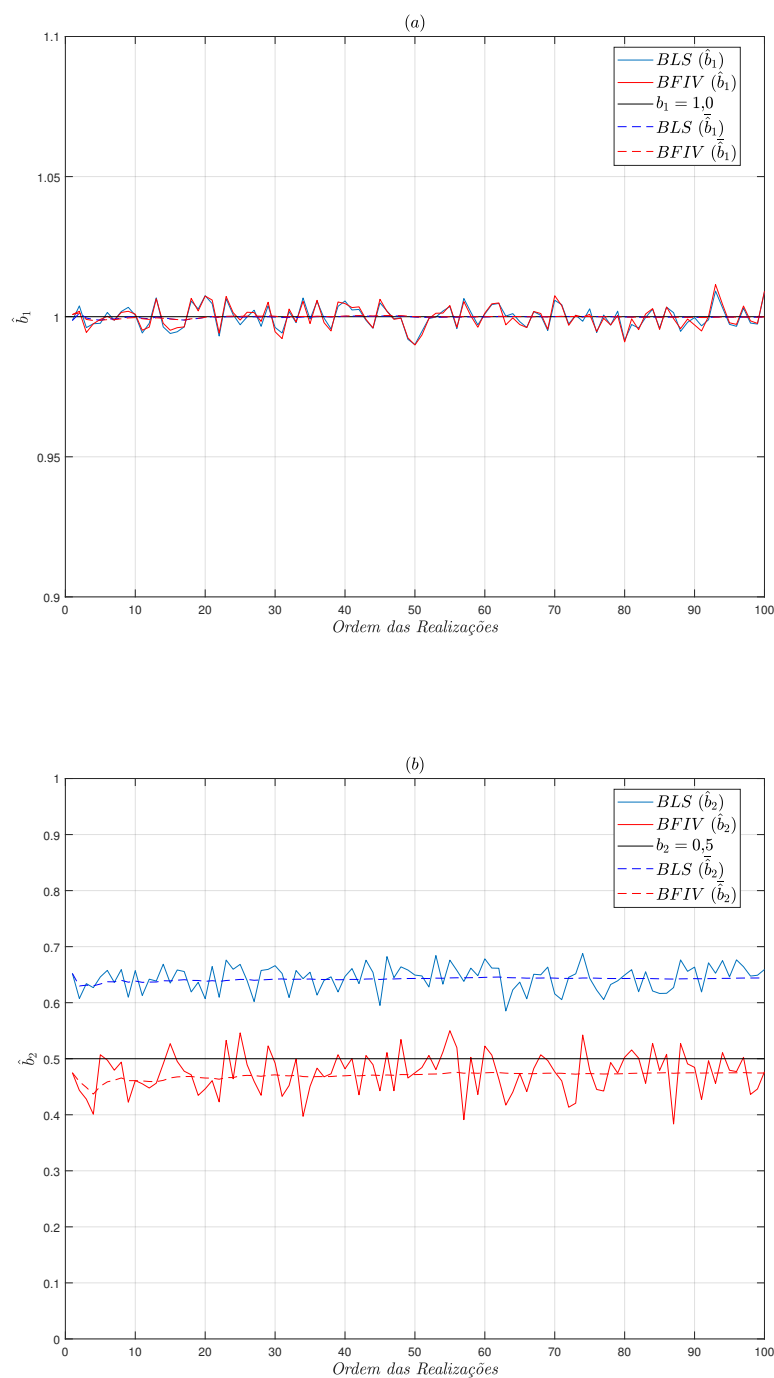 (a)
1.1
1.05
1
0.95
0.9
b̂₁
BLS (b̂₁)
BFIV (b̂₁)
b₁ = 1,0
BLS (b̂̄₁)
BFIV (b̂̄₁)
0 10 20 30 40 50 60 70 80 90 100
Ordem das Realizações
(b)
1
0.9
0.8
0.7
0.6
0.5
0.4
0.3
0.2
0.1
0
b̂₂
BLS (b̂₂)
BFIV (b̂₂)
b₂ = 0,5
BLS (b̂̄₂)
BFIV (b̂̄₂)
0 10 20 30 40 50 60 70 80 90 100
Ordem das Realizações